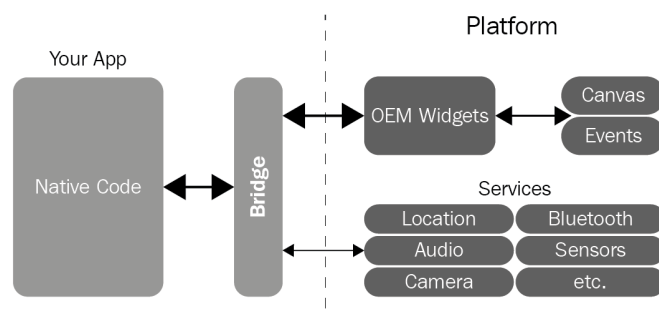 Platform
Your App
Native Code
Bridge
OEM Widgets
Canvas
Events
Services
Location
Bluetooth
Audio
Sensors
Camera
etc.